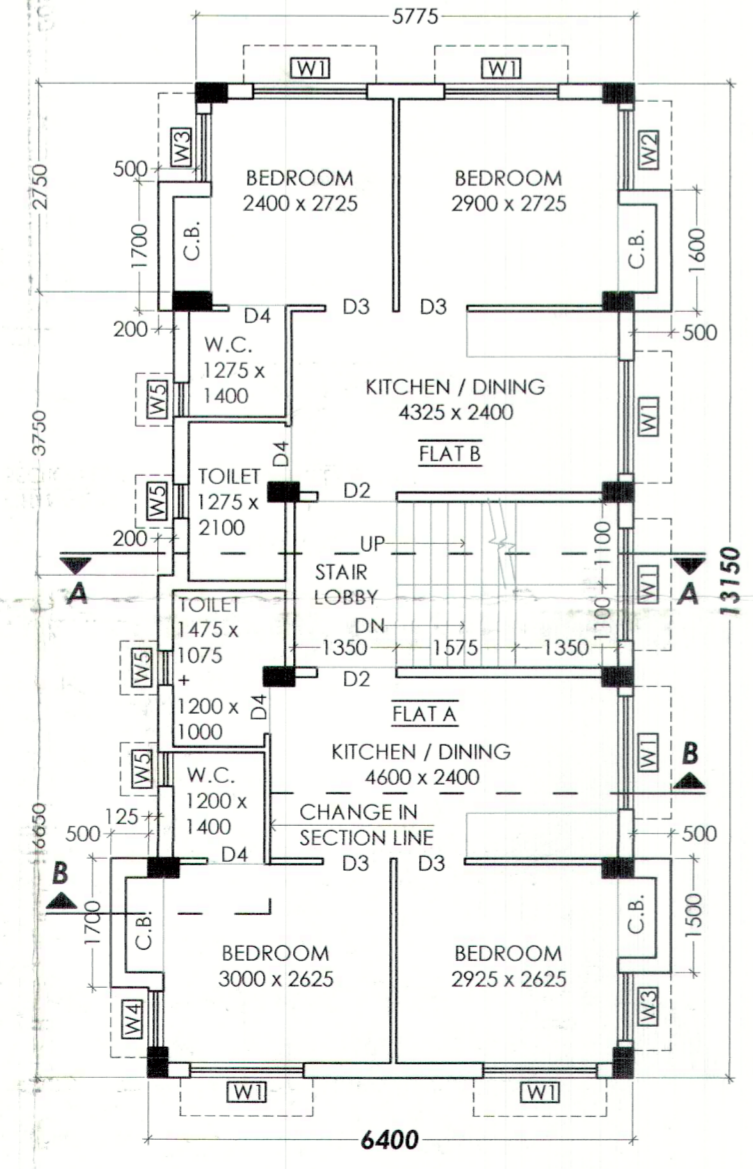 5775
W1
W1
W3
W2
500
BEDROOM
2400 x 2725
BEDROOM
2900 x 2725
2750
1700
C.B.
C.B.
1600
D3
D3
D4
200
500
W.C.
1275 x
1400
KITCHEN / DINING
4325 x 2400
W5
W1
3750
FLAT B
D4
TOILET
1275 x
2100
W5
D2
200
UP
1100
A
STAIR
LOBBY
A
W1
13150
TOILET
1475 x
1075
+
1200 x
1000
DN
1100
1350
1575
1350
W5
D2
D4
FLAT A
KITCHEN / DINING
4600 x 2400
W1
B
W5
W.C.
1200 x
1400
125
6650
CHANGE IN
SECTION LINE
500
500
D4
D3
D3
B
1700
C.B.
C.B.
1500
BEDROOM
3000 x 2625
BEDROOM
2925 x 2625
W4
W3
W1
W1
6400